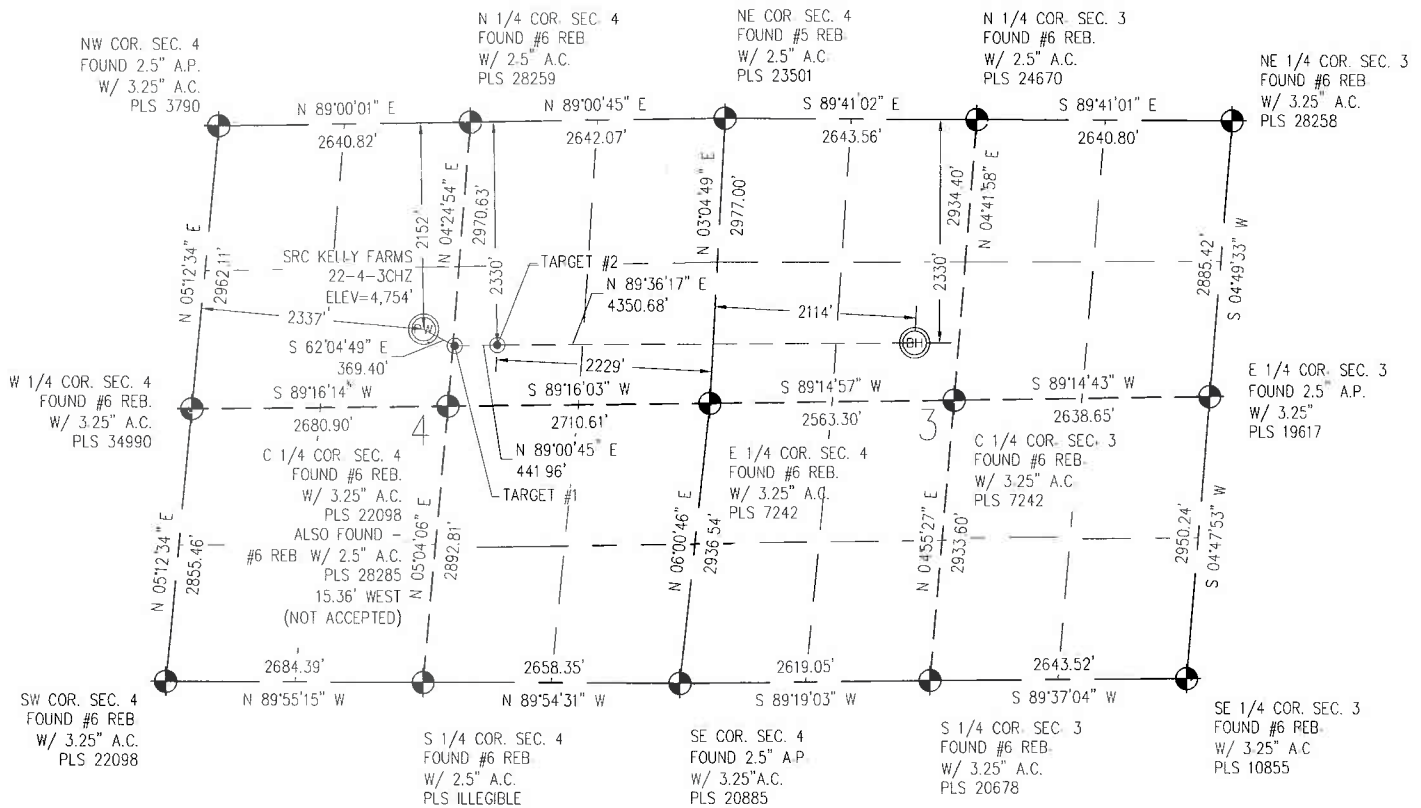 NW COR. SEC. 4
FOUND 2.5" A.P.
W/ 3.25" A.C.
PLS 3790
N 1/4 COR. SEC. 4
FOUND #6 REB.
W/ 2.5" A.C.
PLS 28259
NE COR. SEC. 4
FOUND #5 REB.
W/ 2.5" A.C.
PLS 23501
N 1/4 COR. SEC. 3
FOUND #6 REB.
W/ 2.5" A.C.
PLS 24670
NE 1/4 COR. SEC. 3
FOUND #6 REB.
W/ 3.25" A.C.
PLS 28258
N 89°00'01" E
2640.82'
N 89°00'45" E
2642.07'
S 89°41'02" E
2643.56'
S 89°41'01" E
2640.80'
N 05°12'34" E
2962.11'
2152'
N 04°24'54" E
2970.63'
2330'
N 03°04'49" E
2977.00'
2330'
2934.40'
N 04°41'58" E
2885.42'
S 04°49'33" W
SRC KELLY FARMS
22-4-3CHZ
ELEV=4,754'
TARGET #2
N 89°36'17" E
4350.68'
2337'
PW
2114'
BH
S 62°04'49" E
369.40'
2229'
W 1/4 COR. SEC. 4
FOUND #6 REB.
W/ 3.25" A.C.
PLS 34990
S 89°16'14" W
2680.90'
S 89°16'03" W
2710.61'
S 89°14'57" W
2563.30'
S 89°14'43" W
2638.65'
E 1/4 COR. SEC. 3
FOUND 2.5" A.P.
W/ 3.25"
PLS 19617
4
3
N 89°00'45" E
441.96'
TARGET #1
C 1/4 COR. SEC. 4
FOUND #6 REB.
W/ 3.25" A.C.
PLS 22098
ALSO FOUND -
#6 REB W/ 2.5" A.C.
PLS 28285
15.36' WEST
(NOT ACCEPTED)
E 1/4 COR. SEC. 4
FOUND #6 REB.
W/ 3.25" A.C.
PLS 7242
C 1/4 COR. SEC. 3
FOUND #6 REB.
W/ 3.25" A.C.
PLS 7242
N 05°12'34" E
2855.46'
N 05°04'06" E
2892.81'
N 06°00'46" E
2936.54'
N 04°55'27" E
2933.60'
2950.24'
S 04°47'53" W
2684.39'
N 89°55'15" W
2658.35'
N 89°54'31" W
2619.05'
S 89°19'03" W
2643.52'
S 89°37'04" W
SW COR. SEC. 4
FOUND #6 REB
W/ 3.25" A.C.
PLS 22098
S 1/4 COR. SEC. 4
FOUND #6 REB.
W/ 2.5" A.C.
PLS ILLEGIBLE
SE COR. SEC. 4
FOUND 2.5" A.P.
W/ 3.25"A.C.
PLS 20885
S 1/4 COR. SEC. 3
FOUND #6 REB.
W/ 3.25" A.C.
PLS 20678
SE 1/4 COR. SEC. 3
FOUND #6 REB.
W/ 3.25" A.C
PLS 10855